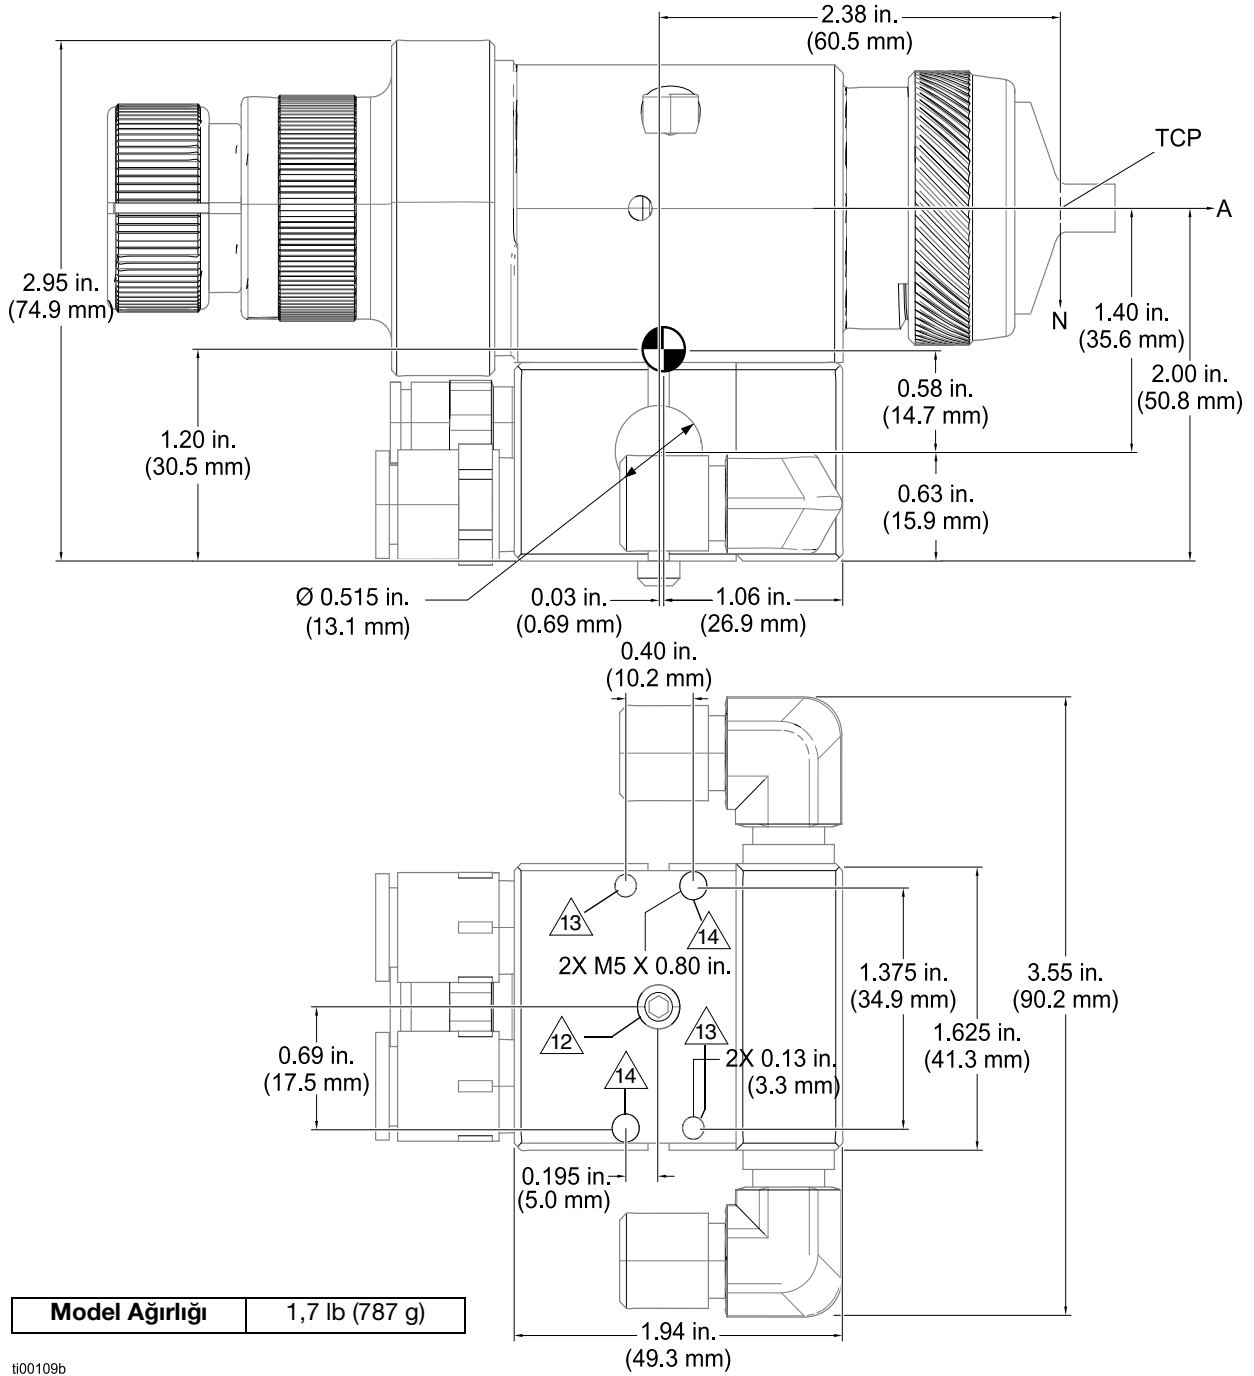 2.38 in.
(60.5 mm)
TCP
A
2.95 in.
(74.9 mm)
N
1.40 in.
(35.6 mm)
2.00 in.
(50.8 mm)
0.58 in.
(14.7 mm)
1.20 in.
(30.5 mm)
0.63 in.
(15.9 mm)
Ø 0.515 in.
(13.1 mm)
0.03 in.
(0.69 mm)
1.06 in.
(26.9 mm)
0.40 in.
(10.2 mm)
13
14
2X M5 X 0.80 in.
1.375 in.
(34.9 mm)
3.55 in.
(90.2 mm)
12
13
1.625 in.
(41.3 mm)
0.69 in.
(17.5 mm)
14
2X 0.13 in.
(3.3 mm)
0.195 in.
(5.0 mm)
Model Ağırlığı 1,7 lb (787 g)
1.94 in.
(49.3 mm)
ti00109b